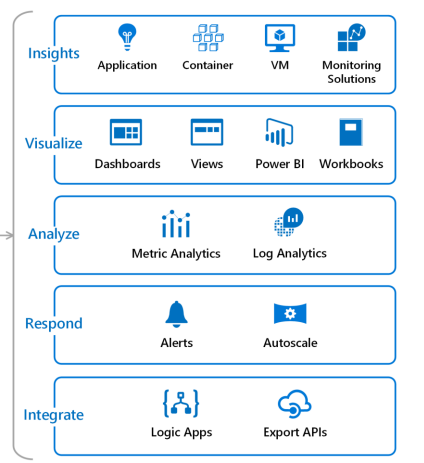 Insights
Application
Container
VM
Monitoring
Solutions
Visualize
Dashboards
Views
Power BI
Workbooks
Analyze
Metric Analytics
Log Analytics
Respond
Alerts
Autoscale
Integrate
Logic Apps
Export APIs